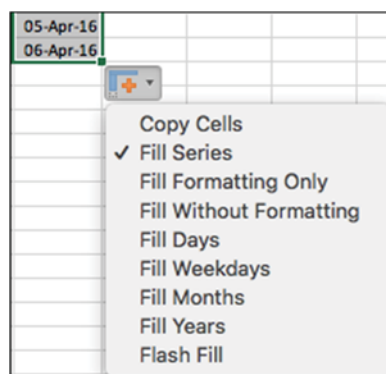 05-Apr-16
06-Apr-16
Copy Cells
✓ Fill Series
Fill Formatting Only
Fill Without Formatting
Fill Days
Fill Weekdays
Fill Months
Fill Years
Flash Fill